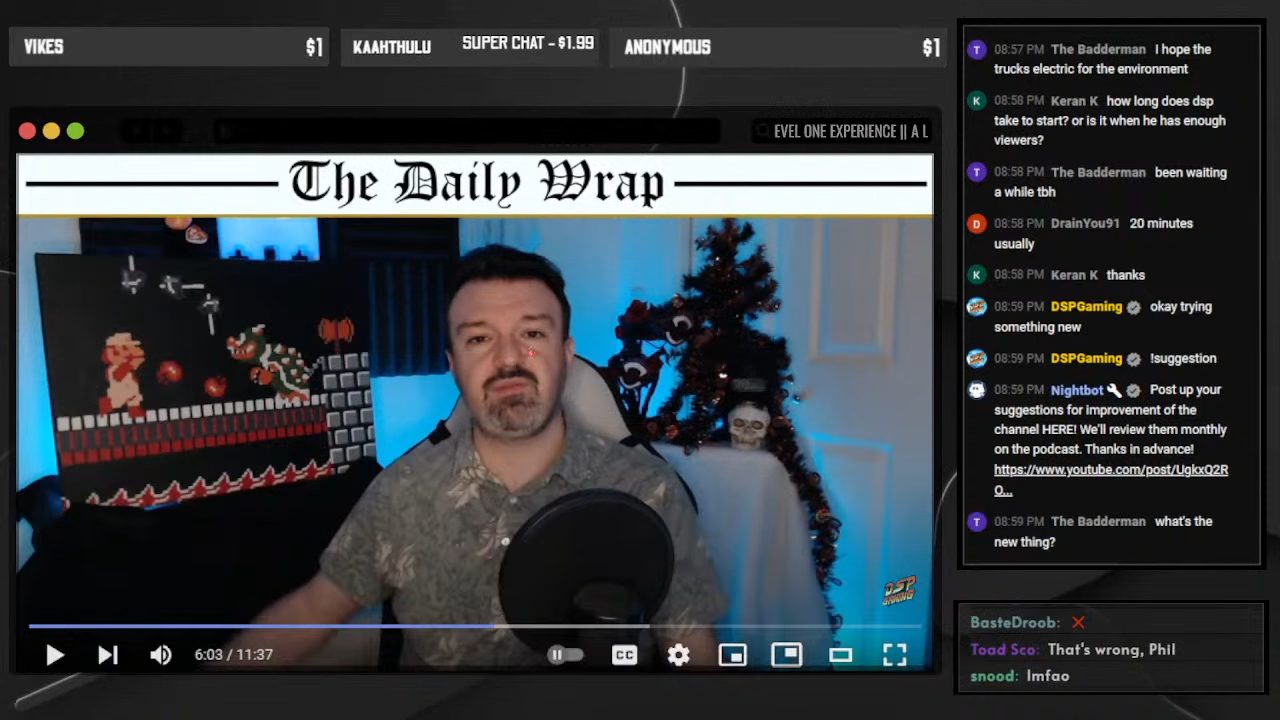 VIKES $1
KAAHTHULU SUPER CHAT - $1.99
ANONYMOUS $1
EVEL ONE EXPERIENCE || A L
The Daily Wrap
DSP
GAMING
6:03 / 11:37
CC
T 08:57 PM The Badderman I hope the
trucks electric for the environment
K 08:58 PM Keran K how long does dsp
take to start? or is it when he has enough
viewers?
T 08:58 PM The Badderman been waiting
a while tbh
D 08:58 PM DrainYou91 20 minutes
usually
K 08:58 PM Keran K thanks
08:59 PM DSPGaming okay trying
something new
08:59 PM DSPGaming !suggestion
08:59 PM Nightbot Post up your
suggestions for improvement of the
channel HERE! We'll review them monthly
on the podcast. Thanks in advance!
https://www.youtube.com/post/UgkxQ2R
O...
T 08:59 PM The Badderman what's the
new thing?
BasteDroob: ❌
Toad Sco: That's wrong, Phil
snood: lmfao